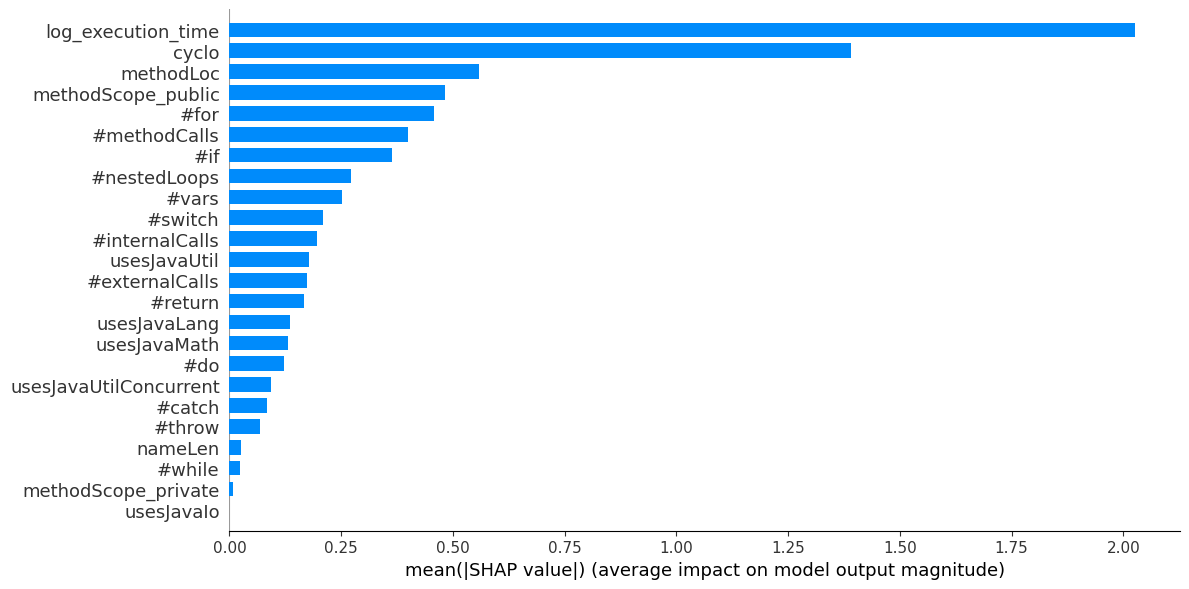 log_execution_time
cyclo
methodLoc
methodScope_public
#for
#methodCalls
#if
#nestedLoops
#vars
#switch
#internalCalls
usesJavaUtil
#externalCalls
#return
usesJavaLang
usesJavaMath
#do
usesJavaUtilConcurrent
#catch
#throw
nameLen
#while
methodScope_private
usesJavaIo
0.00 0.25 0.50 0.75 1.00 1.25 1.50 1.75 2.00
mean(|SHAP value|) (average impact on model output magnitude)